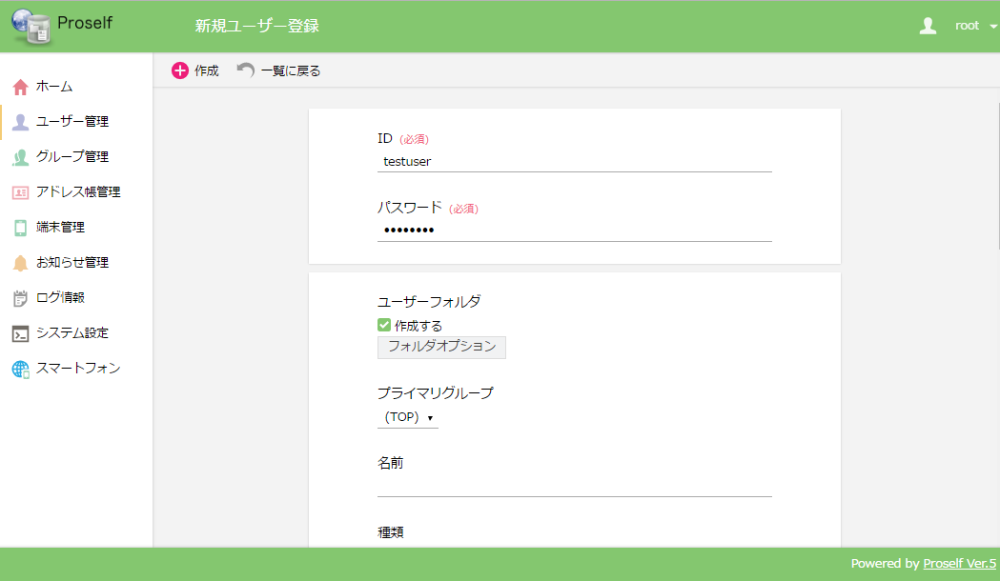 Proself
新規ユーザー登録
root
作成
一覧に戻る
ホーム
ユーザー管理
グループ管理
アドレス帳管理
端末管理
お知らせ管理
ログ情報
システム設定
スマートフォン
ID (必須)
testuser
パスワード (必須)
••••••••
ユーザーフォルダ
作成する
フォルダオプション
プライマリグループ
(TOP)
名前
種類
Powered by Proself Ver.5